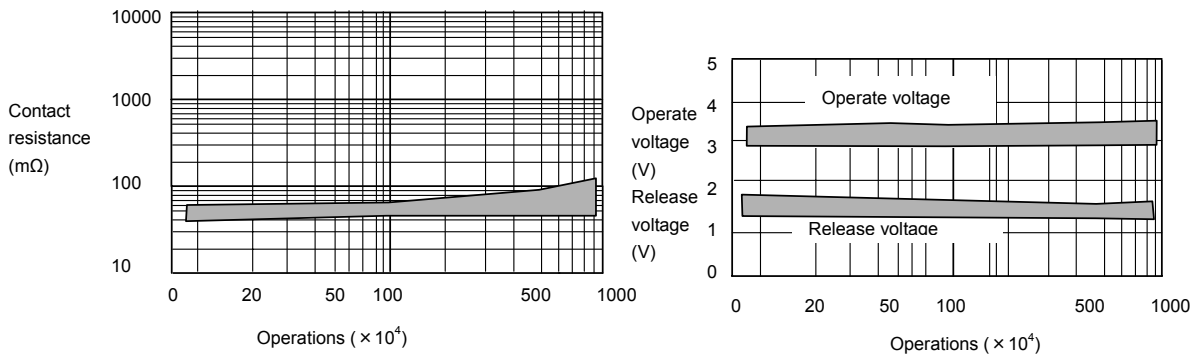 10000
1000
100
10
Contact
resistance
(mΩ)
0 20 50 100 500 1000
Operations ( × 10⁴)
5
4
3
2
1
0
Operate
voltage
(V)
Release
voltage
(V)
Operate voltage
Release voltage
0 20 50 100 500 1000
Operations ( × 10⁴)